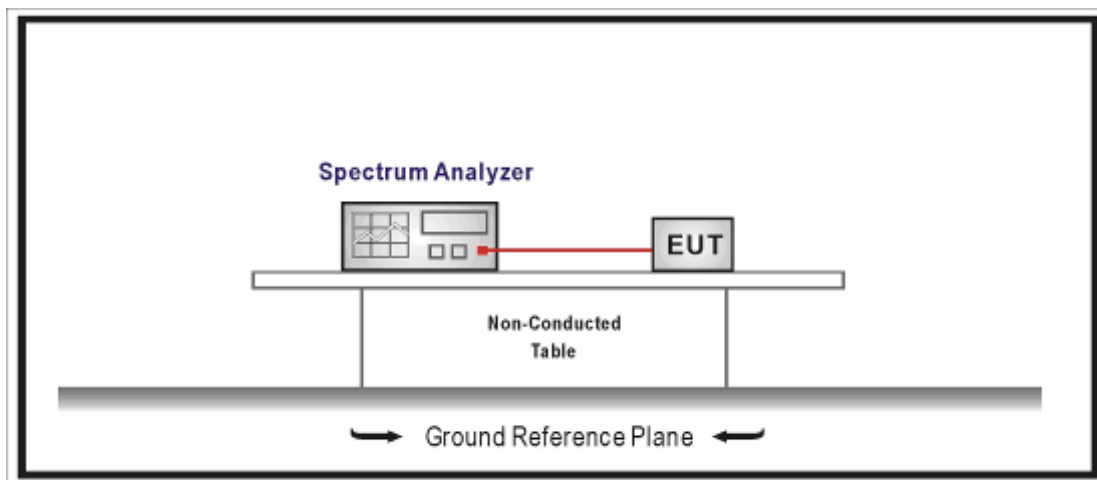 Spectrum Analyzer
EUT
Non-Conducted
Table
Ground Reference Plane